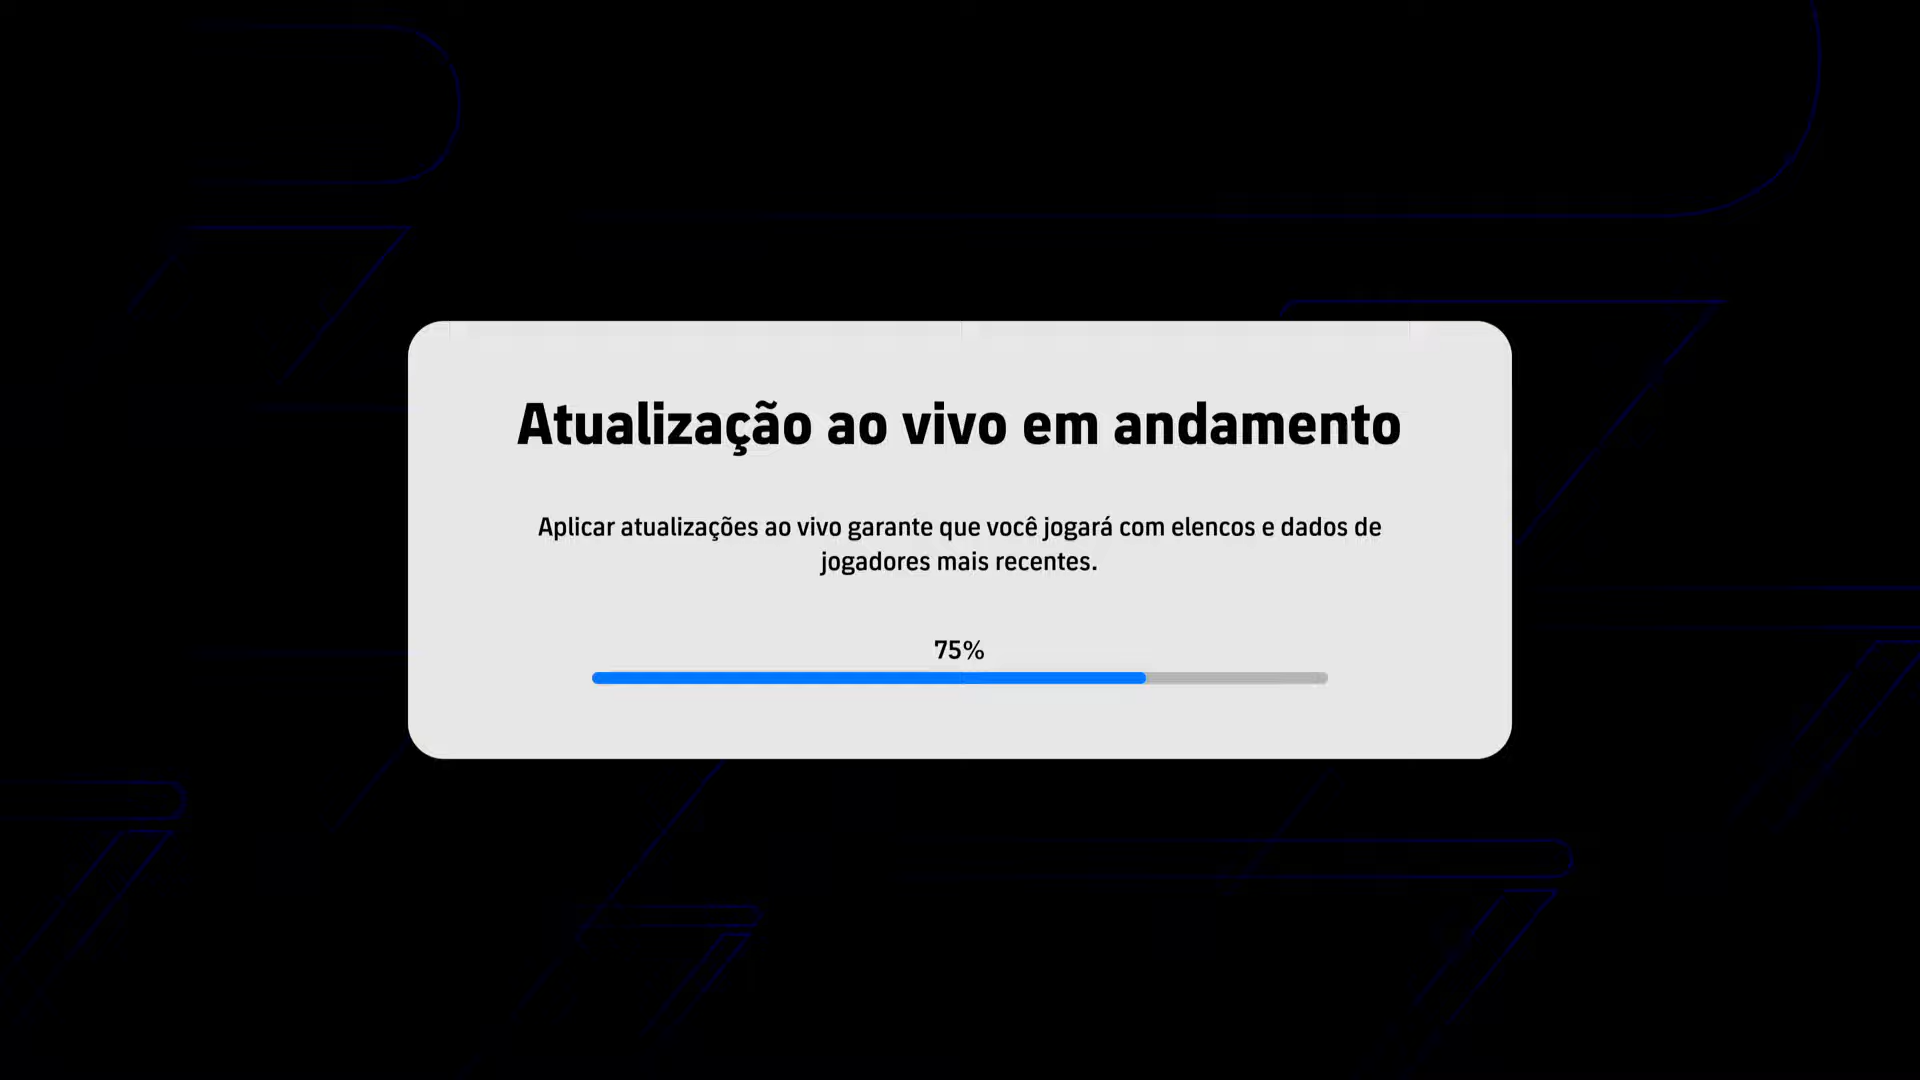 Atualização ao vivo em andamento
Aplicar atualizações ao vivo garante que você jogará com elencos e dados de
jogadores mais recentes.
75%